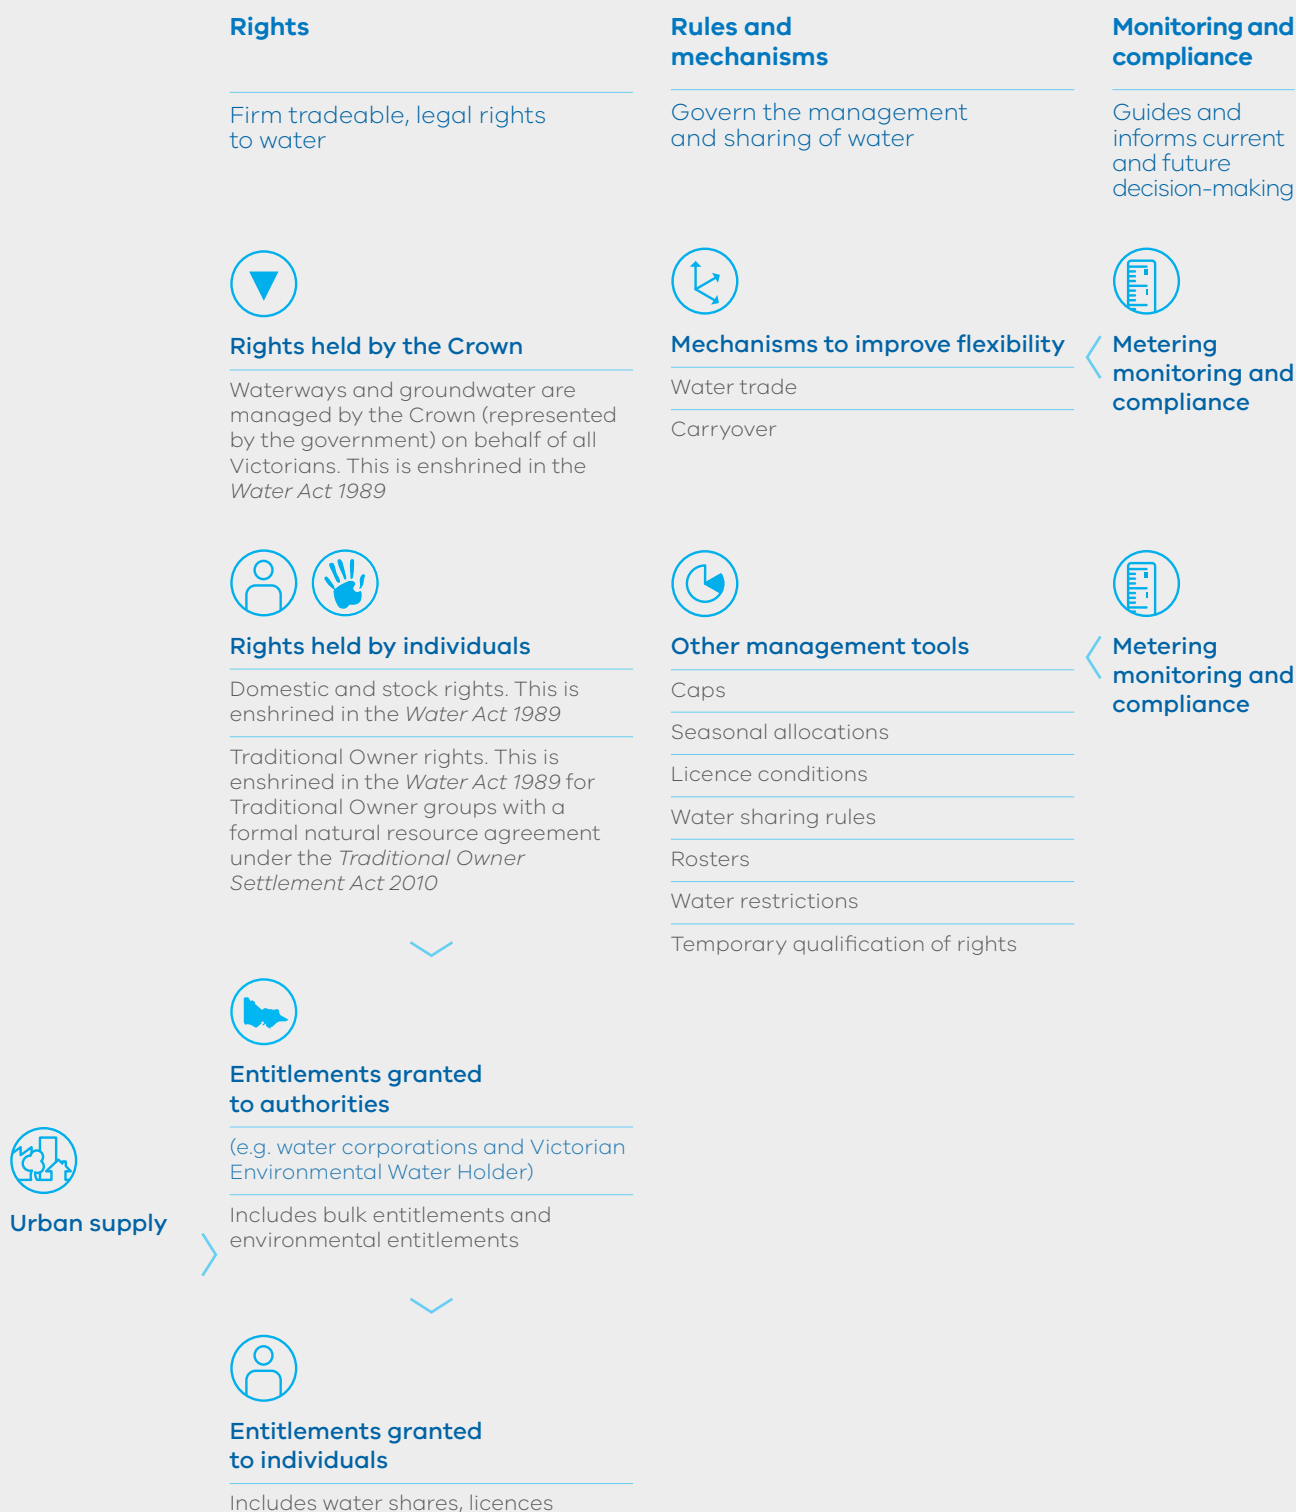 Rights
Firm tradeable, legal rights
to water
Rights held by the Crown
Waterways and groundwater are
managed by the Crown (represented
by the government) on behalf of all
Victorians. This is enshrined in the
Water Act 1989
Rights held by individuals
Domestic and stock rights. This is
enshrined in the Water Act 1989
Traditional Owner rights. This is
enshrined in the Water Act 1989 for
Traditional Owner groups with a
formal natural resource agreement
under the Traditional Owner
Settlement Act 2010
Urban supply
Entitlements granted
to authorities
(e.g. water corporations and Victorian
Environmental Water Holder)
Includes bulk entitlements and
environmental entitlements
Entitlements granted
to individuals
Includes water shares, licences
Rules and
mechanisms
Govern the management
and sharing of water
Mechanisms to improve flexibility
Water trade
Carryover
Other management tools
Caps
Seasonal allocations
Licence conditions
Water sharing rules
Rosters
Water restrictions
Temporary qualification of rights
Monitoring and
compliance
Guides and
informs current
and future
decision-making
Metering
monitoring and
compliance
Metering
monitoring and
compliance